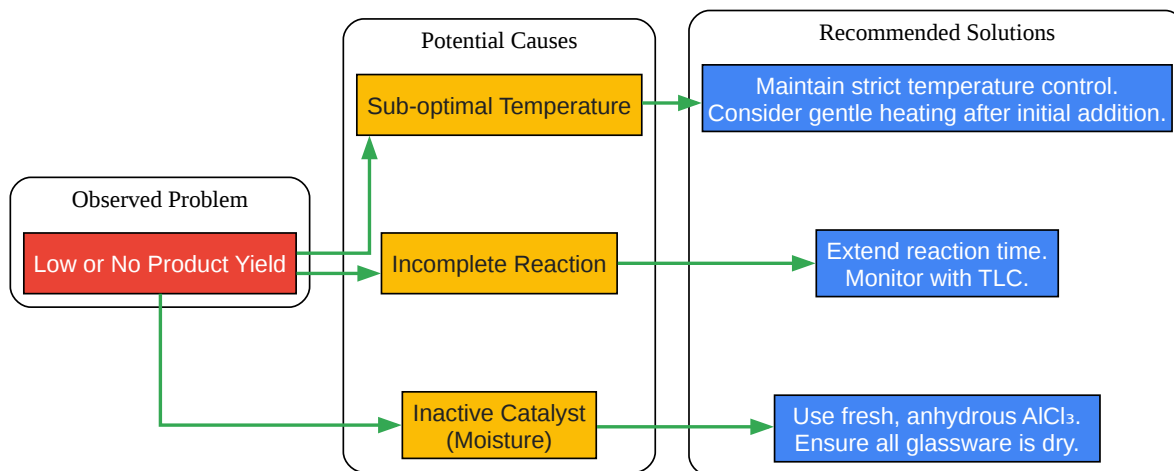 Observed Problem
Low or No Product Yield
Potential Causes
Sub-optimal Temperature
Incomplete Reaction
Inactive Catalyst
(Moisture)
Recommended Solutions
Maintain strict temperature control.
Consider gentle heating after initial addition.
Extend reaction time.
Monitor with TLC.
Use fresh, anhydrous AlCl₃.
Ensure all glassware is dry.